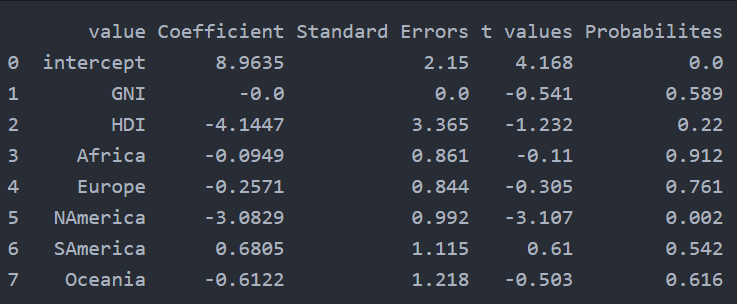 value Coefficient Standard Errors t values Probabilites
0 intercept 8.9635 2.15 4.168 0.0
1 GNI -0.0 0.0 -0.541 0.589
2 HDI -4.1447 3.365 -1.232 0.22
3 Africa -0.0949 0.861 -0.11 0.912
4 Europe -0.2571 0.844 -0.305 0.761
5 NAmerica -3.0829 0.992 -3.107 0.002
6 SAmerica 0.6805 1.115 0.61 0.542
7 Oceania -0.6122 1.218 -0.503 0.616